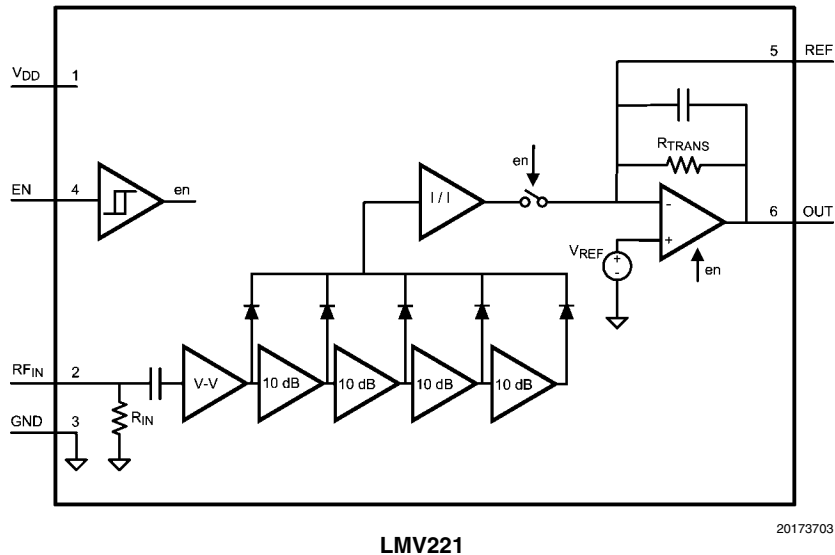 5 REF
VDD 1
RTRANS
en
EN 4 en
I / I
-
6 OUT
VREF + - +
en
RFIN 2
V-V 10 dB 10 dB 10 dB 10 dB
GND 3 RIN
20173703
LMV221